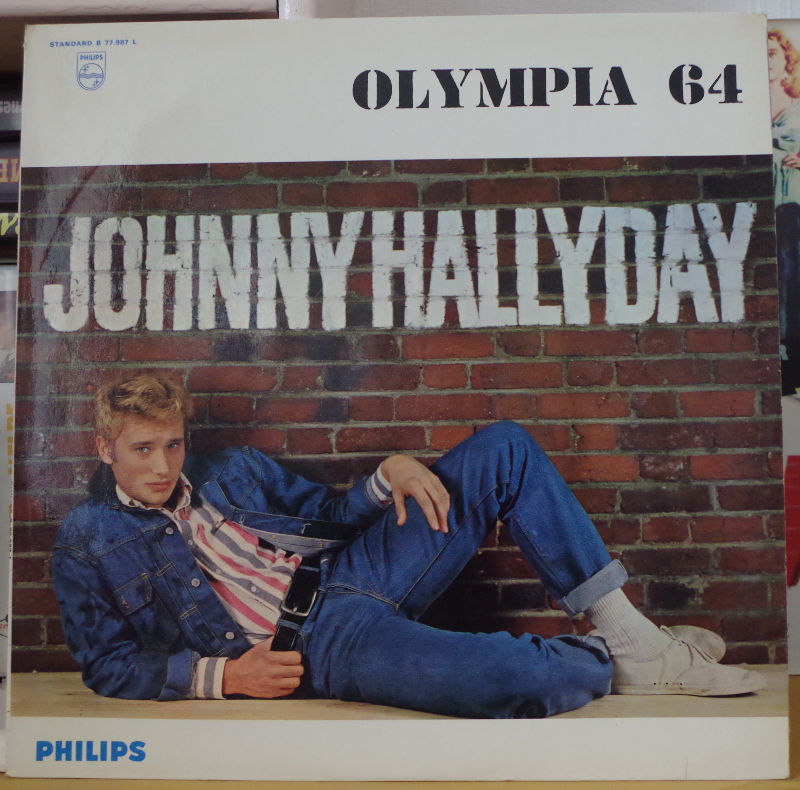 STANDARD B 77.987 L
PHILIPS
OLYMPIA 64
JOHNNY HALLYDAY
PHILIPS